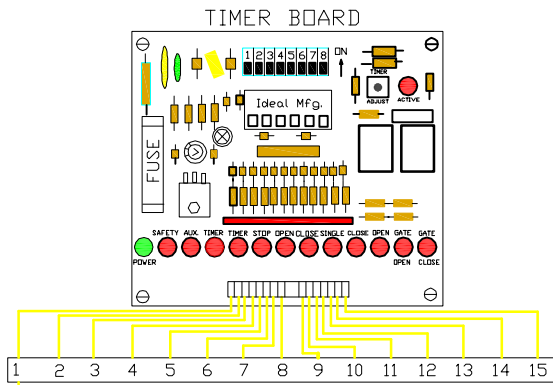 TIMER BOARD
1 2 3 4 5 6 7 8 ON
TIMER
ADJUST ACTIVE
Ideal Mfg.
FUSE
SAFETY AUX. TIMER TIMER STOP OPEN CLOSE SINGLE CLOSE OPEN GATE GATE
POWER OPEN CLOSE
1 2 3 4 5 6 7 8 9 10 11 12 13 14 15